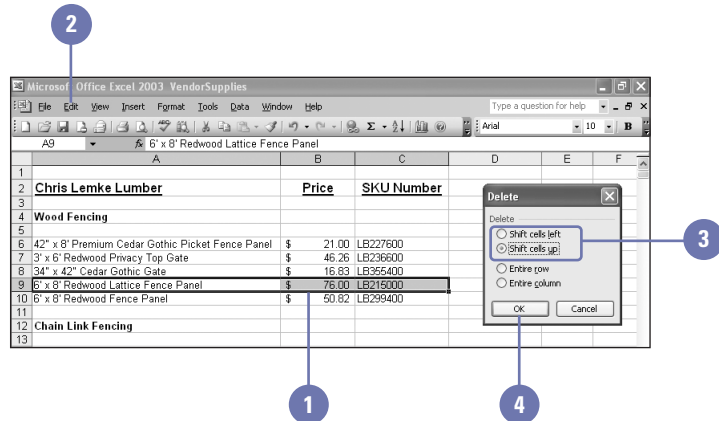 2
Microsoft Office Excel 2003 VendorSupplies
File Edit View Insert Format Tools Data Window Help Type a question for help
Arial 10 B
A9 fx 6' x 8' Redwood Lattice Fence Panel
A B C D E F
1
2 Chris Lemke Lumber Price SKU Number
3
4 Wood Fencing
5
6 42" x 8' Premium Cedar Gothic Picket Fence Panel $ 21.00 LB227600
7 3' x 6' Redwood Privacy Top Gate $ 46.26 LB236600
8 34" x 42" Cedar Gothic Gate $ 16.83 LB355400
9 6' x 8' Redwood Lattice Fence Panel $ 76.00 LB215000
10 6' x 8' Redwood Fence Panel $ 50.82 LB299400
11
12 Chain Link Fencing
13
Delete
Delete
Shift cells left
Shift cells up
Entire row
Entire column
OK Cancel
3
1
4